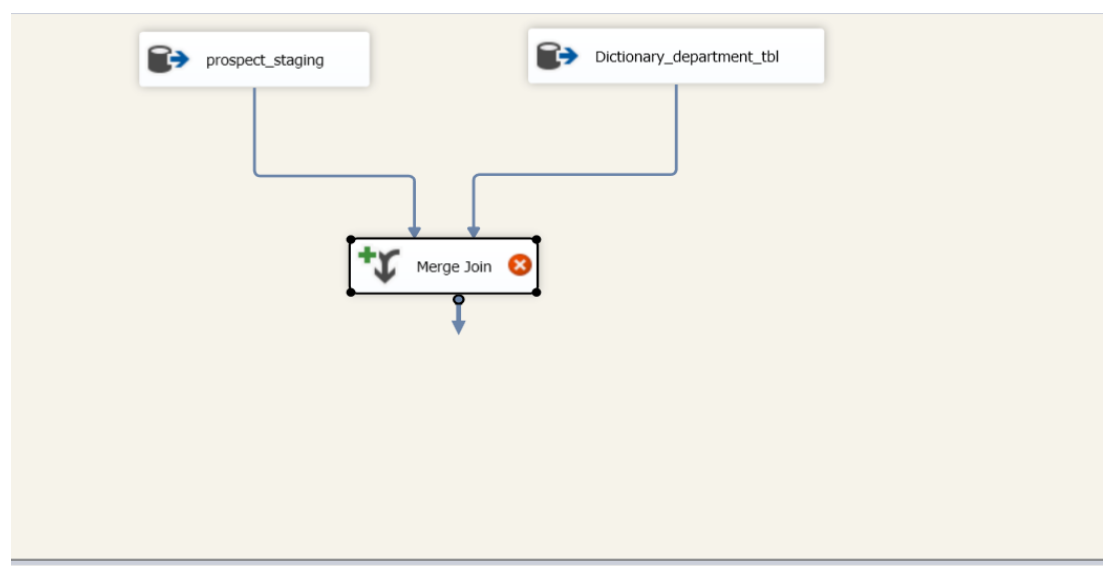 prospect_staging
Dictionary_department_tbl
Merge Join